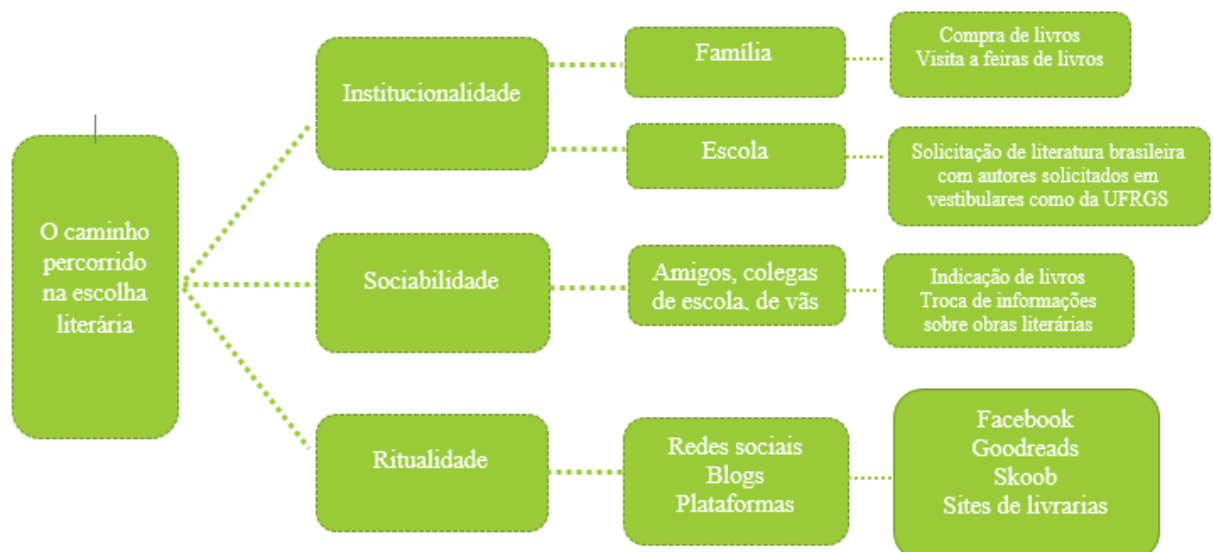 O caminho
percorrido
na escolha
literária
Institucionalidade
Família
Compra de livros
Visita a feiras de livros
Escola
Solicitação de literatura brasileira
com autores solicitados em
vestibulares como da UFRGS
Sociabilidade
Amigos, colegas
de escola, de vãs
Indicação de livros
Troca de informações
sobre obras literárias
Ritualidade
Redes sociais
Blogs
Plataformas
Facebook
Goodreads
Skoob
Sites de livrarias